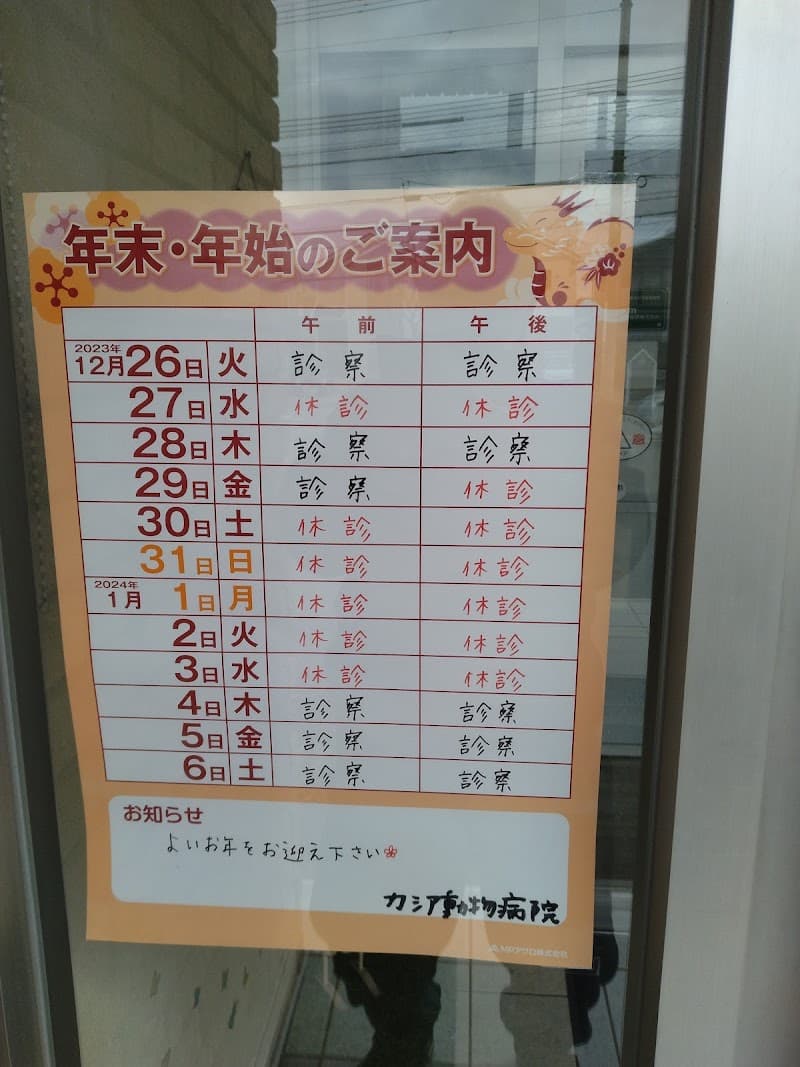 年末・年始のご案内
午前 午後
2023年
12月26日 火 診察 診察
27日 水 休診 休診
28日 木 診察 診察
29日 金 診察 休診
30日 土 休診 休診
31日 日 休診 休診
2024年
1月 1日 月 休診 休診
2日 火 休診 休診
3日 水 休診 休診
4日 木 診察 診察
5日 金 診察 診察
6日 土 診察 診察
お知らせ
よいお年をお迎え下さい
カシア動物病院